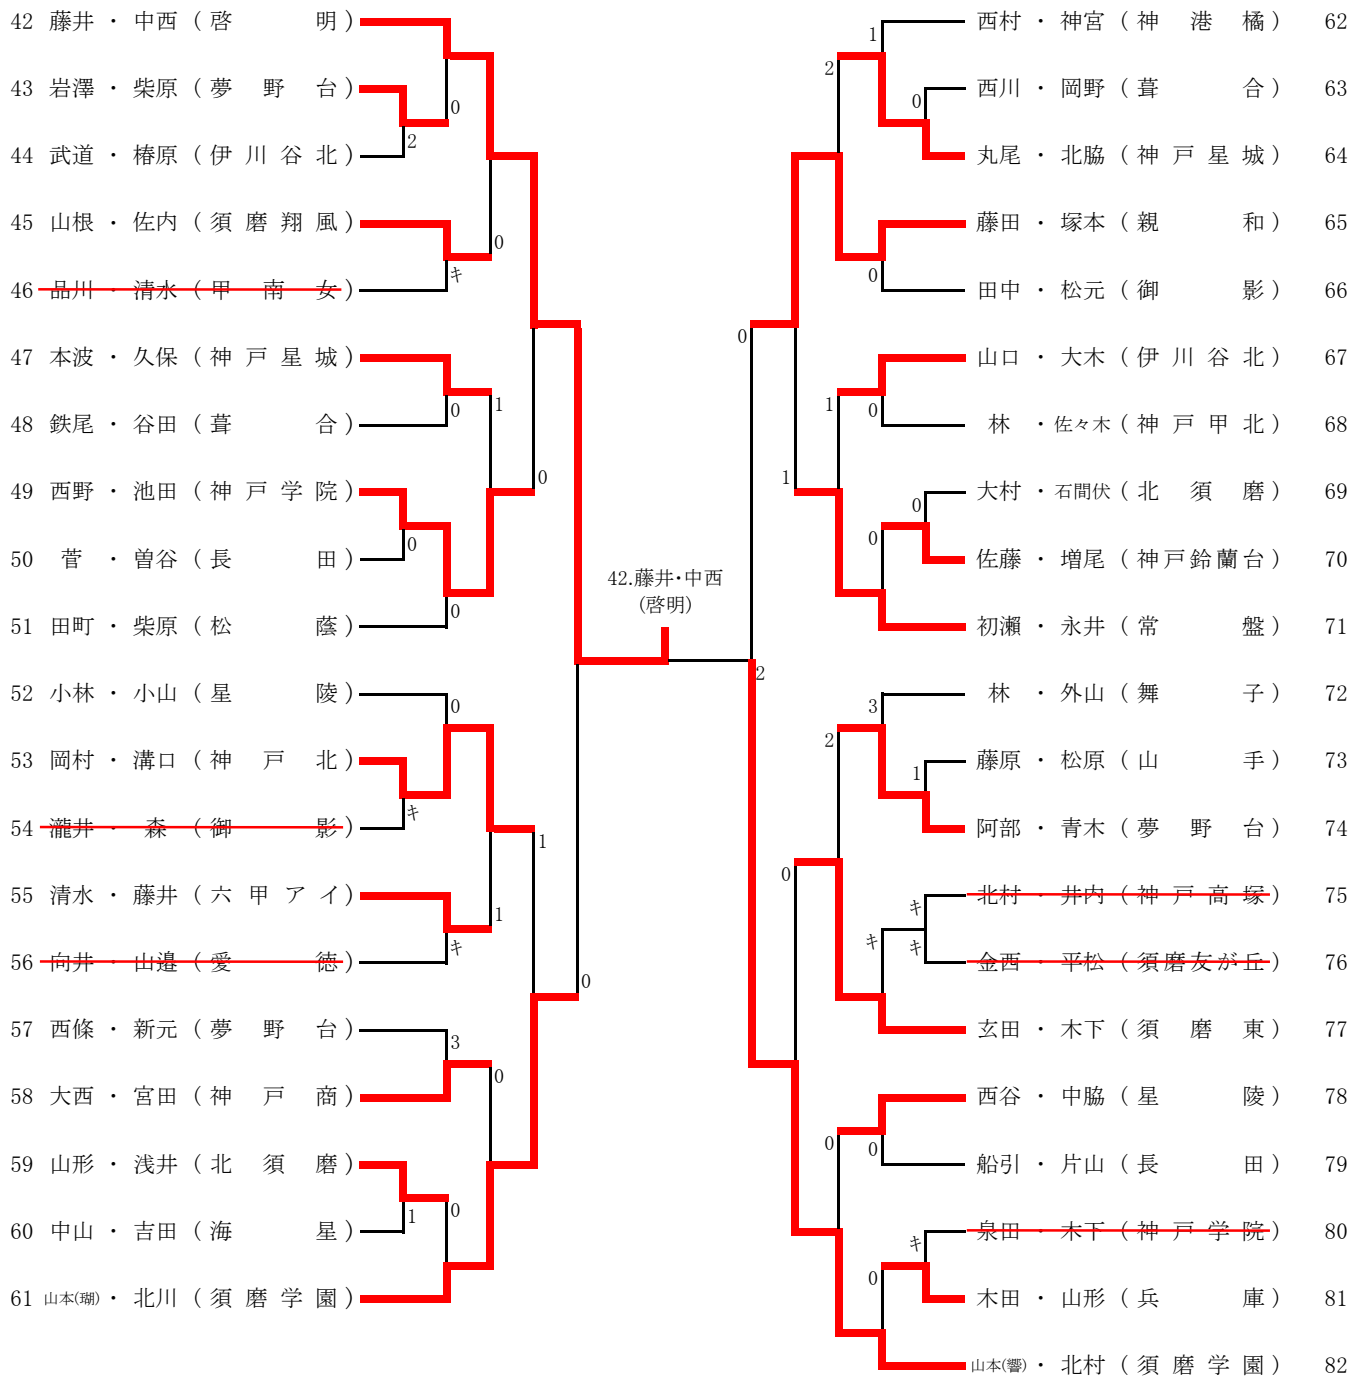 42 藤井・中西（啓明）
43 岩澤・柴原（夢野台）
0
2
44 武道・椿原（伊川谷北）
45 山根・佐内（須磨翔風）
0
キ
46 品川・清水（甲南女）
47 本波・久保（神戸星城）
0
1
48 鉄尾・谷田（葺合）
0
49 西野・池田（神戸学院）
0
50 菅・曽谷（長田）
0
51 田町・柴原（松蔭）
52 小林・小山（星陵）
0
53 岡村・溝口（神戸北）
キ
54 瀧井・森（御影）
1
55 清水・藤井（六甲アイ）
1
キ
56 向井・山邉（愛徳）
0
57 西條・新元（夢野台）
3
0
58 大西・宮田（神戸商）
59 山形・浅井（北須磨）
0
1
60 中山・吉田（海星）
61 山本(瑚)・北川（須磨学園）
42.藤井・中西
(啓明)
西村・神宮（神港橘） 62
1
2
西川・岡野（葺合） 63
0
丸尾・北脇（神戸星城） 64
藤田・塚本（親和） 65
0
田中・松元（御影） 66
0
山口・大木（伊川谷北） 67
1
0
林・佐々木（神戸甲北） 68
1
大村・石間伏（北須磨） 69
0
0
佐藤・増尾（神戸鈴蘭台） 70
初瀬・永井（常盤） 71
2
林・外山（舞子） 72
3
2
藤原・松原（山手） 73
1
阿部・青木（夢野台） 74
0
北村・井内（神戸高塚） 75
キ
キ
キ
金西・平松（須磨友が丘） 76
玄田・木下（須磨東） 77
西谷・中脇（星陵） 78
0
0
船引・片山（長田） 79
泉田・木下（神戸学院） 80
キ
0
木田・山形（兵庫） 81
山本(響)・北村（須磨学園） 82